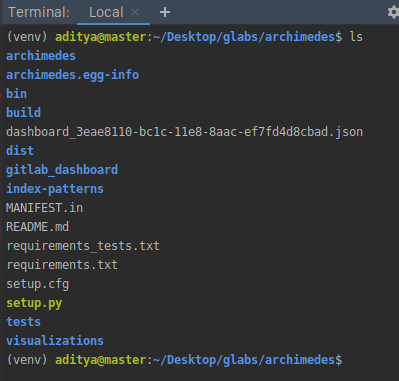 Terminal: Local × +
(venv) aditya@master:~/Desktop/glabs/archimedes$ ls
archimedes
archimedes.egg-info
bin
build
dashboard_3eae8110-bc1c-11e8-8aac-ef7fd4d8cbad.json
dist
gitlab_dashboard
index-patterns
MANIFEST.in
README.md
requirements_tests.txt
requirements.txt
setup.cfg
setup.py
tests
visualizations
(venv) aditya@master:~/Desktop/glabs/archimedes$